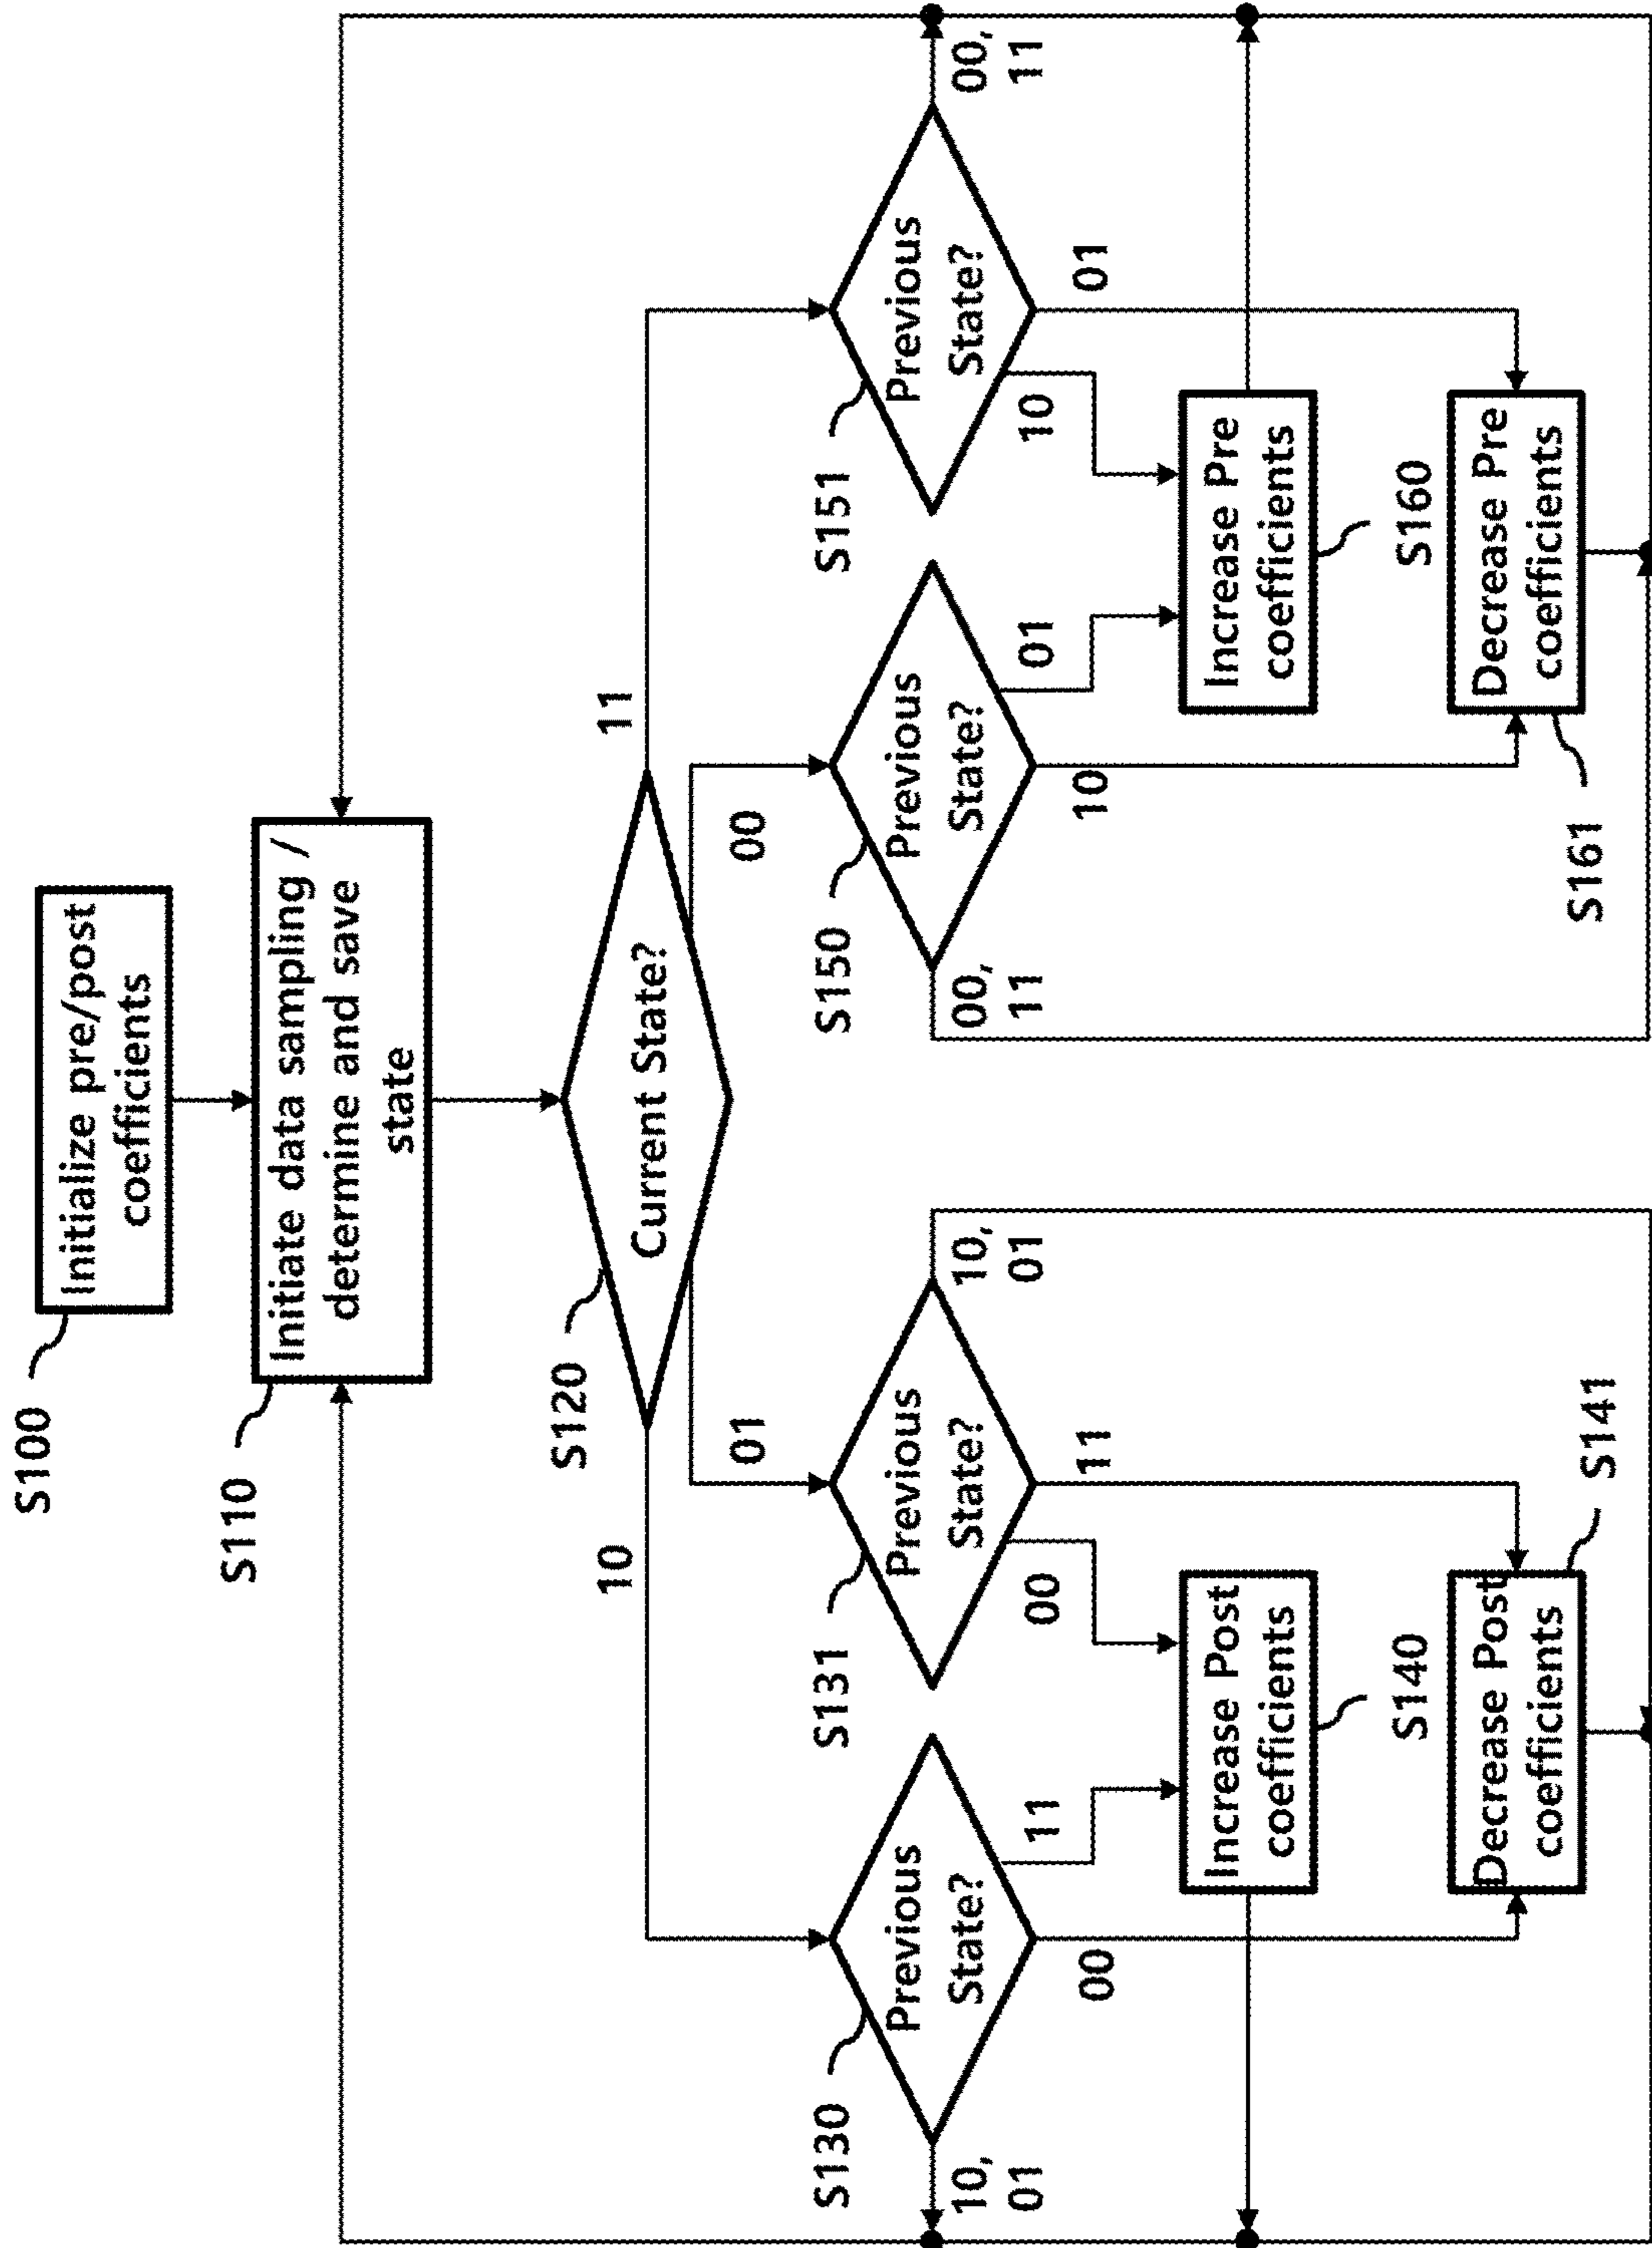 S100
Initialize pre/post
coefficients
S110
Initiate data sampling /
determine and save
state
S120
Current State?
10
01
00
11
S130
Previous
State?
10,
01
11
00
S131
Previous
State?
10,
01
00
11
S150
Previous
State?
00,
11
01
10
S151
Previous
State?
00,
11
10
01
Increase Post
coefficients
S140
Increase Pre
coefficients
S160
Decrease Post
coefficients
S141
Decrease Pre
coefficients
S161